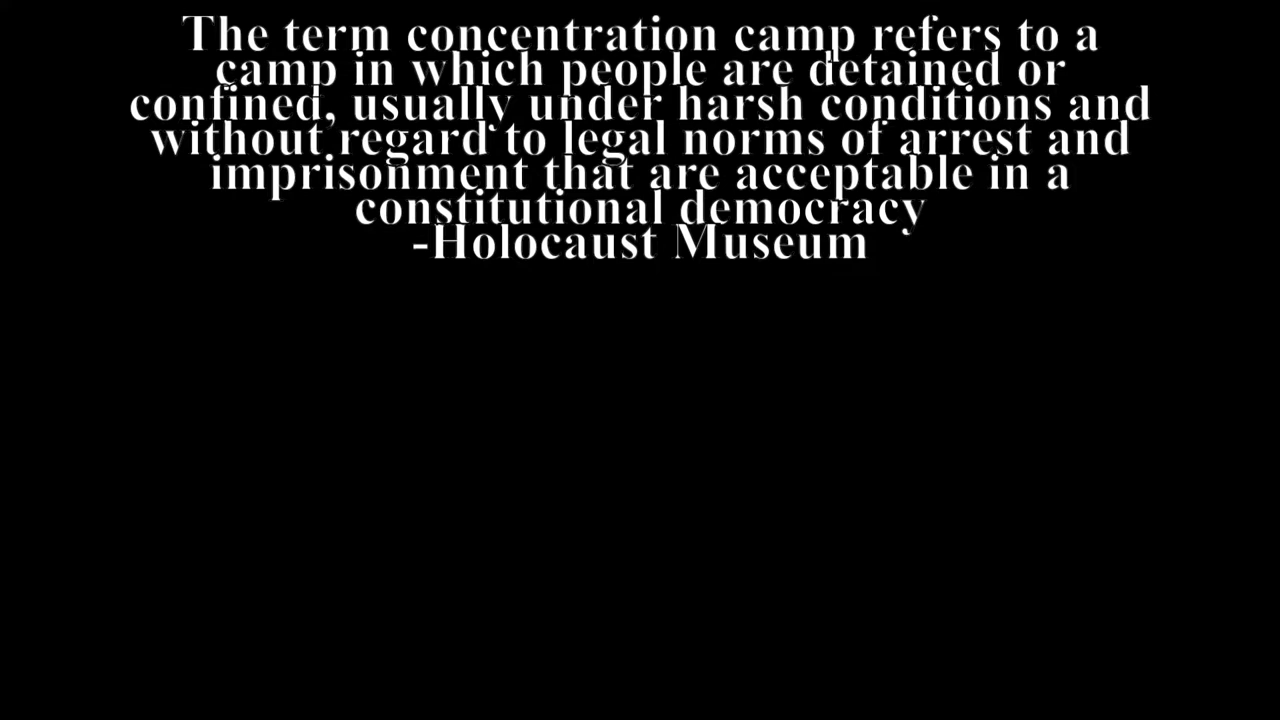 The term concentration camp refers to a
camp in which people are detained or
confined, usually under harsh conditions and
without regard to legal norms of arrest and
imprisonment that are acceptable in a
constitutional democracy
-Holocaust Museum